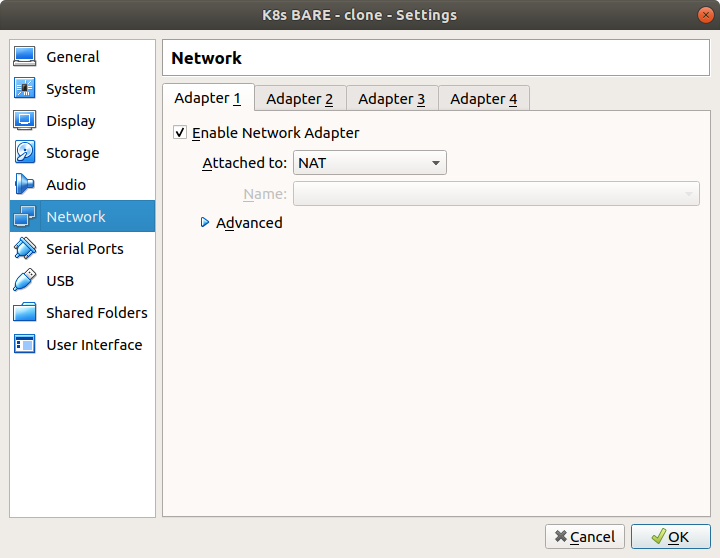 K8s BARE - clone - Settings
General
System
Display
Storage
Audio
Network
Serial Ports
USB
Shared Folders
User Interface
Network
Adapter 1 Adapter 2 Adapter 3 Adapter 4
Enable Network Adapter
Attached to: NAT
Name:
Advanced
Cancel OK